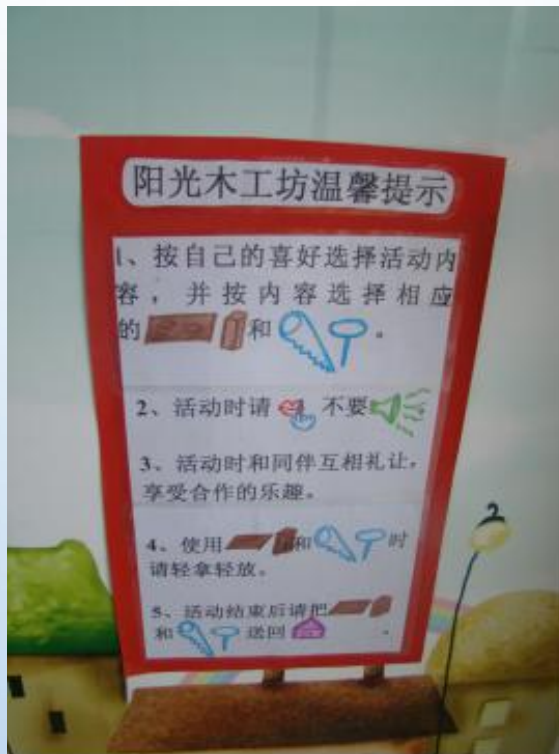 阳光木工坊温馨提示
1、按自己的喜好选择活动内
容，并按内容选择相应
的 和 。
2、活动时请 不要
3、活动时和同伴互相礼让，
享受合作的乐趣。
4、使用 和 时
请轻拿轻放。
5、活动结束后请把
和 送回 。
2